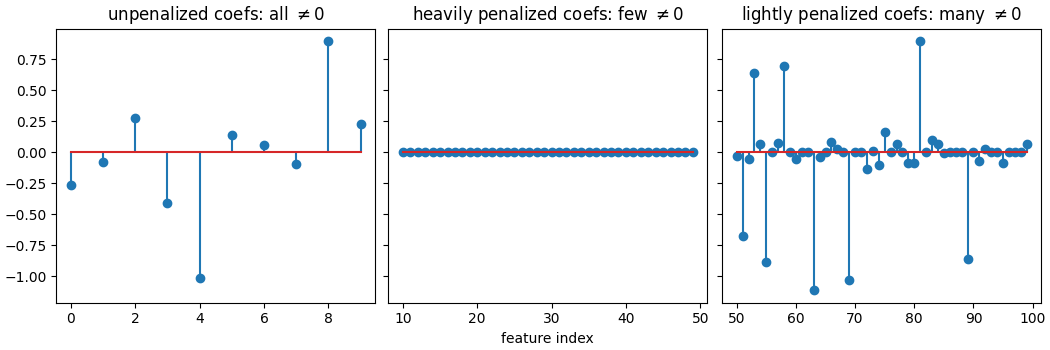 unpenalized coefs: all ≠0
heavily penalized coefs: few ≠0
lightly penalized coefs: many ≠0
0.75
0.50
0.25
0.00
−0.25
−0.50
−0.75
−1.00
0 2 4 6 8
10 20 30 40 50
50 60 70 80 90 100
feature index